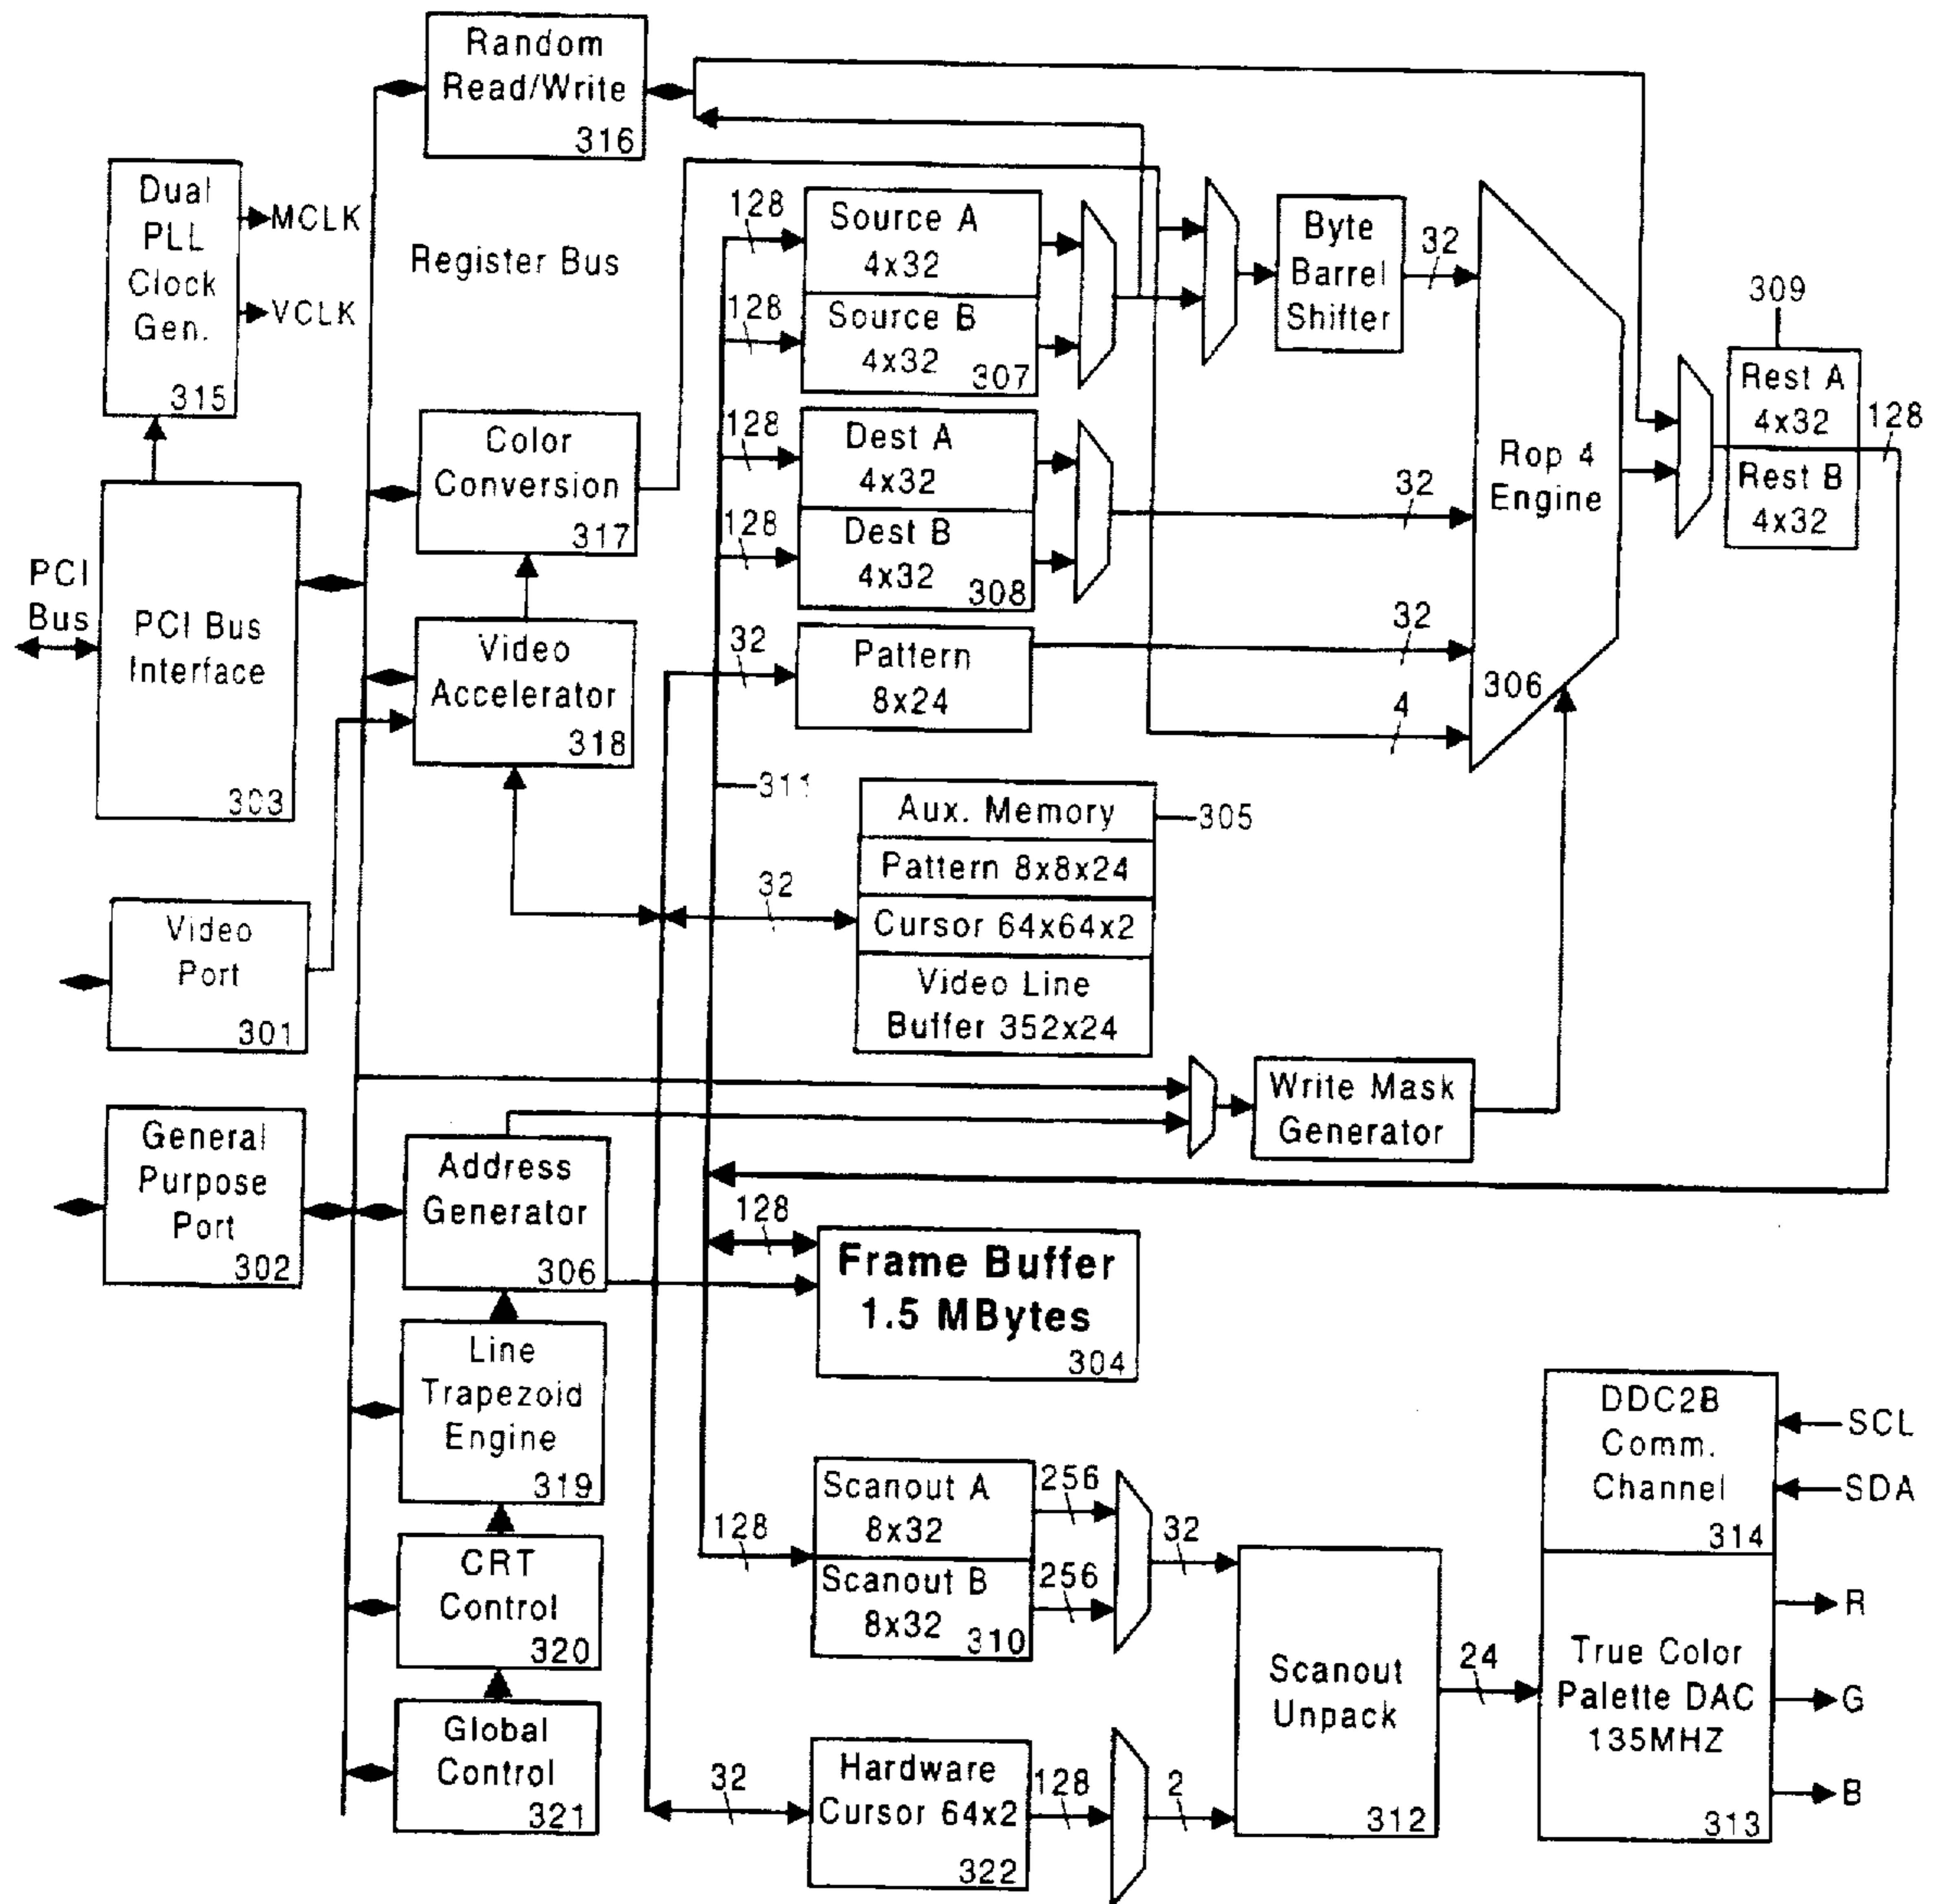 Random
Read/Write
316
Dual
PLL
Clock
Gen.
315
MCLK
VCLK
Register Bus
128
Source A
4x32
128
Source B
4x32
307
Byte
Barrel
Shifter
32
309
Rest A
4x32
Rest B
4x32
128
Color
Conversion
317
128
Dest A
4x32
128
Dest B
4x32
308
32
Rop 4
Engine
306
PCI
Bus
PCI Bus
Interface
303
Video
Accelerator
318
32
Pattern
8x24
32
4
311
Aux. Memory
305
Pattern 8x8x24
32
Cursor 64x64x2
Video Line
Buffer 352x24
Video
Port
301
Write Mask
Generator
General
Purpose
Port
302
Address
Generator
306
128
Frame Buffer
1.5 MBytes
304
Line
Trapezoid
Engine
319
DDC2B
Comm.
Channel
314
SCL
SDA
128
Scanout A
8x32
256
Scanout B
8x32
310
256
32
CRT
Control
320
Scanout
Unpack
312
24
True Color
Palette DAC
135MHZ
313
R
G
B
Global
Control
321
32
Hardware
Cursor 64x2
322
128
2